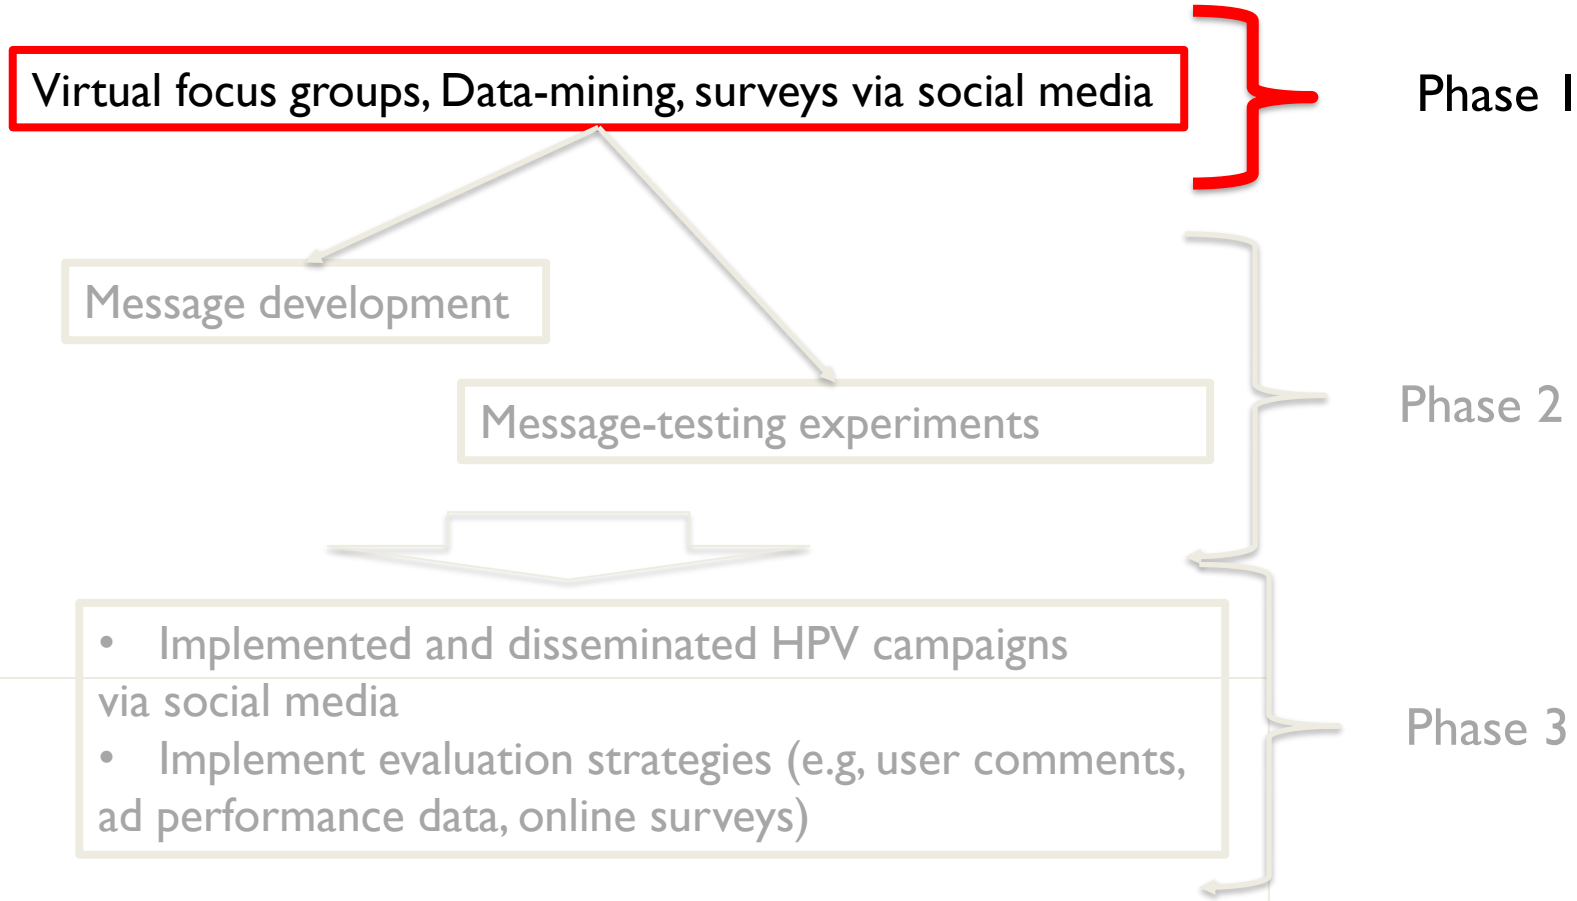 Virtual focus groups, Data-mining, surveys via social media
Phase 1
Message development
Message-testing experiments
Phase 2
• Implemented and disseminated HPV campaigns
via social media
• Implement evaluation strategies (e.g, user comments,
ad performance data, online surveys)
Phase 3